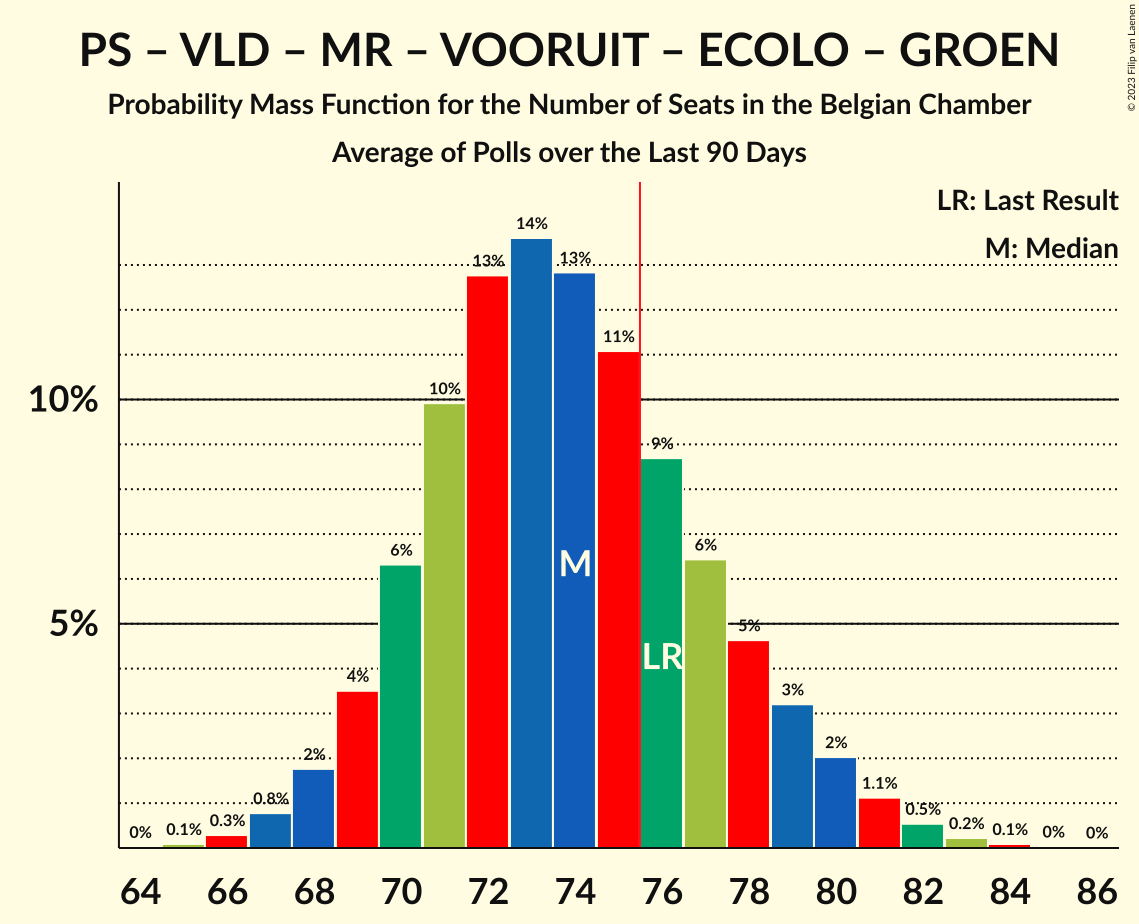 PS – VLD – MR – VOORUIT – ECOLO – GROEN
Probability Mass Function for the Number of Seats in the Belgian Chamber
Average of Polls over the Last 90 Days
© 2023 Filip van Laenen
LR: Last Result
M: Median
10%
5%
0%
0.1%
0.3%
0.8%
2%
4%
6%
10%
13%
14%
13%
11%
9%
6%
5%
3%
2%
1.1%
0.5%
0.2%
0.1%
0%
0%
M
LR
64 66 68 70 72 74 76 78 80 82 84 86